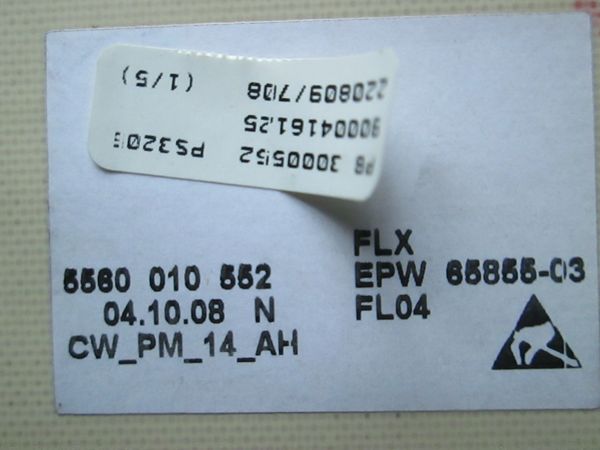 PB 3000552
9000416125
220809/708 (1/5)
FLX
5560 010 552 EPW 65855-03
04.10.08 N FL04
CW_PM_14_AH